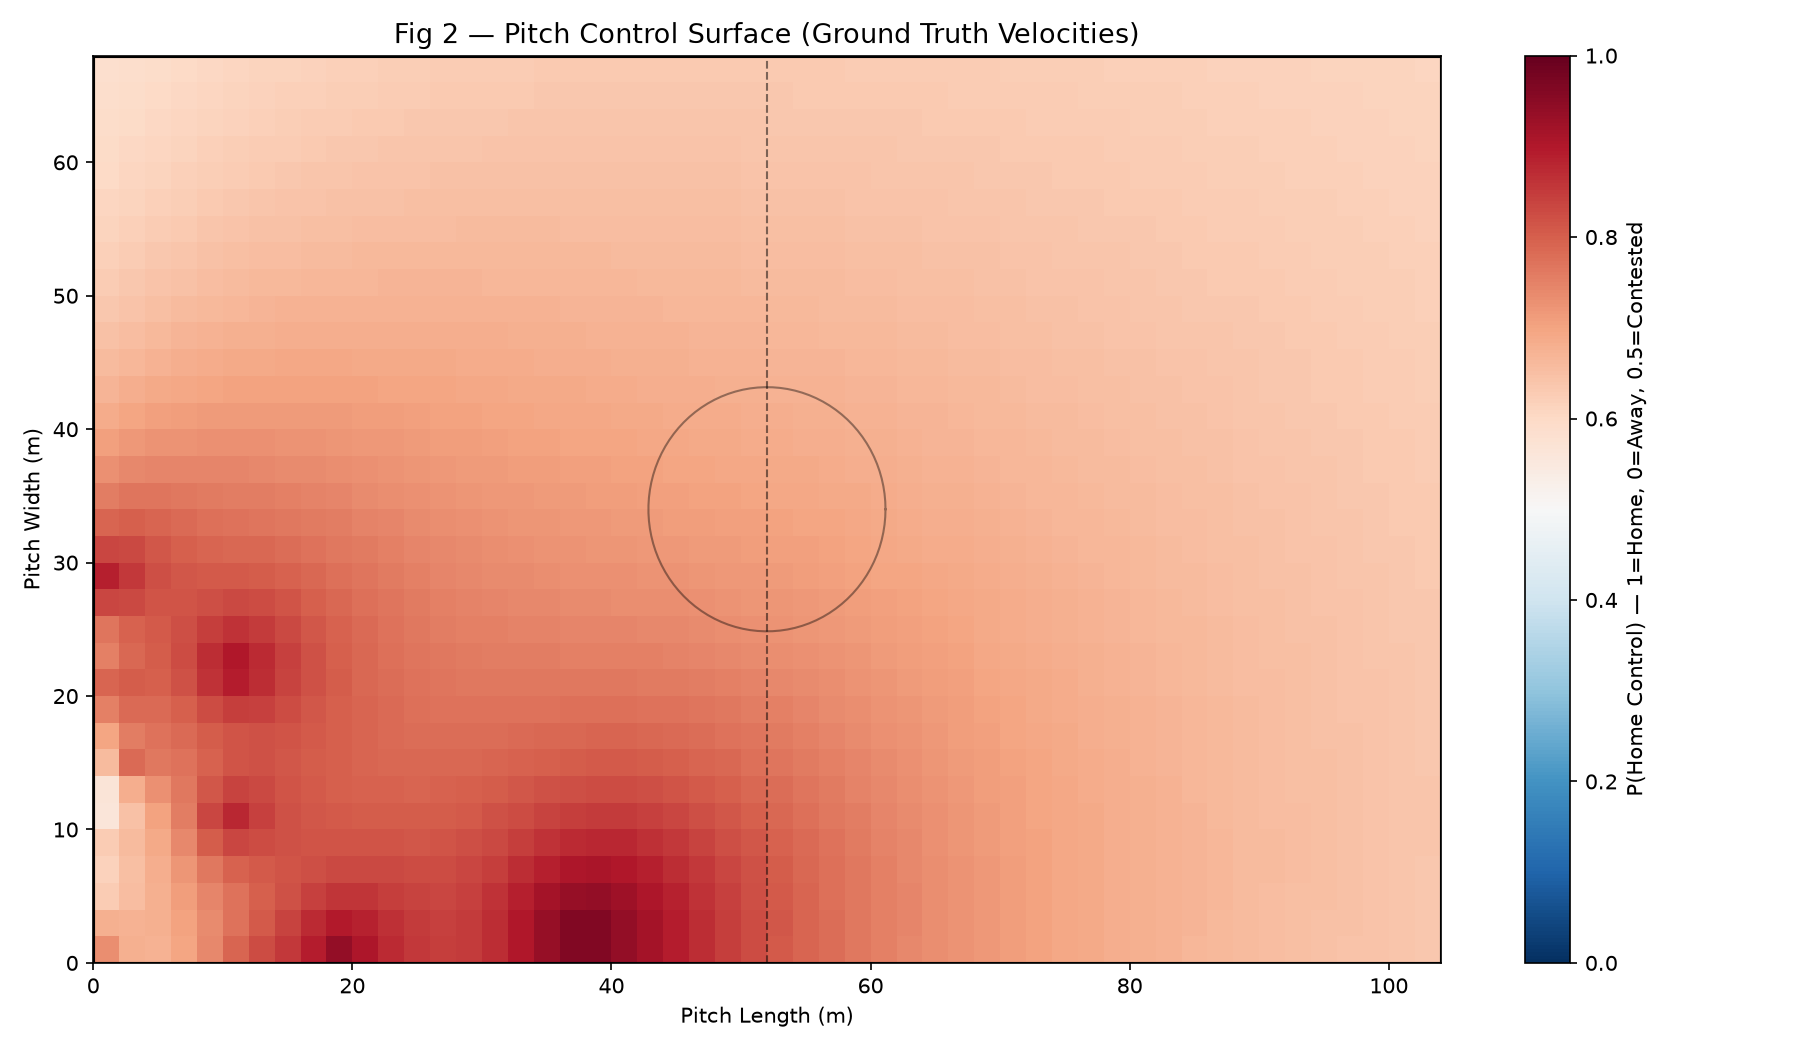 Fig 2 — Pitch Control Surface (Ground Truth Velocities)
Pitch Width (m)
60
50
40
30
20
10
0
0 20 40 60 80 100
Pitch Length (m)
1.0
0.8
0.6
0.4
0.2
0.0
P(Home Control) — 1=Home, 0=Away, 0.5=Contested